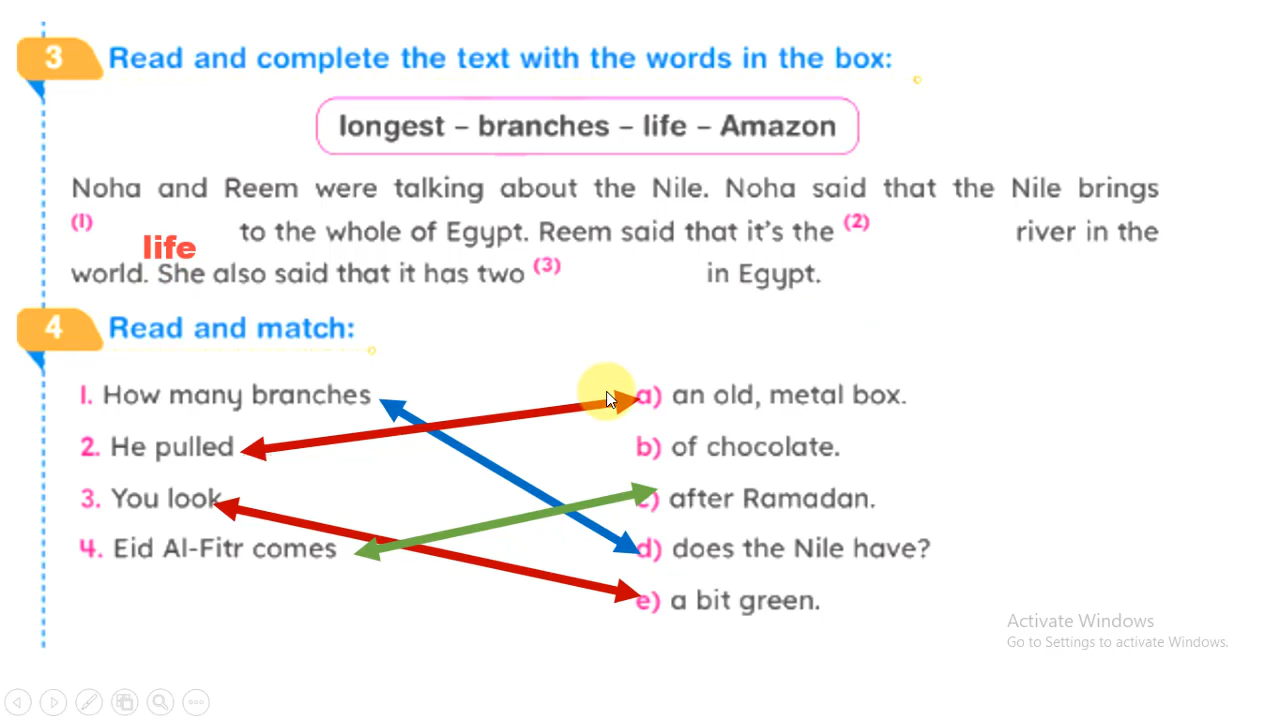 3 Read and complete the text with the words in the box:
longest – branches – life – Amazon
Noha and Reem were talking about the Nile. Noha said that the Nile brings
(1) life to the whole of Egypt. Reem said that it's the (2) river in the
world. She also said that it has two (3) in Egypt.
4 Read and match:
1. How many branches a) an old, metal box.
2. He pulled b) of chocolate.
3. You look c) after Ramadan.
4. Eid Al-Fitr comes d) does the Nile have?
e) a bit green.
Activate Windows
Go to Settings to activate Windows.